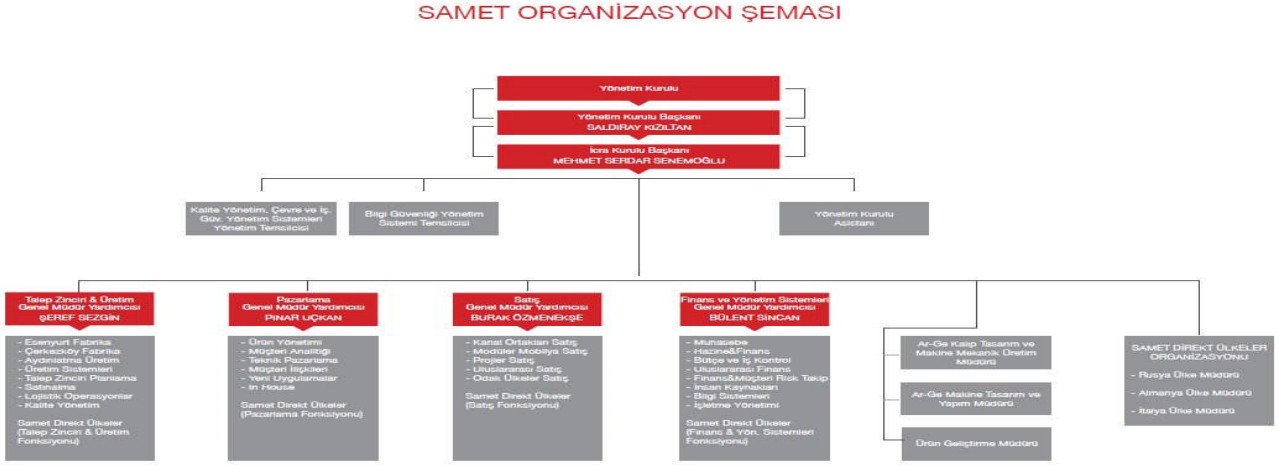 SAMET ORGANİZASYON ŞEMASI
Yönetim Kurulu
Yönetim Kurulu Başkanı
SALDIRAY KIZILTAN
İcra Kurulu Başkanı
MEHMET SERDAR SENEMOĞLU
Kalite Yönetim, Çevre ve İş.
Güv. Yönetim Sistemleri
Yönetim Temsilcisi
Bilgi Güvenliği Yönetim
Sistemi Temsilcisi
Yönetim Kurulu
Asistanı
Talep Zinciri & Üretim
Genel Müdür Yardımcısı
ŞEREF SEZGİN
- Esenyurt Fabrika
- Çerkezköy Fabrika
- Aydınlatma Üretim
- Üretim Sistemleri
- Talep Zinciri Planlama
- Satınalma
- Lojistik Operasyonlar
- Kalite Yönetim
Samet Direkt Ülkeler
(Talep Zinciri & Üretim
Fonksiyonu)
Pazarlama
Genel Müdür Yardımcısı
PINAR UÇKAN
- Ürün Yönetimi
- Müşteri Analitiği
- Teknik Pazarlama
- Müşteri İlişkileri
- Yeni Uygulamalar
- In House
Samet Direkt Ülkeler
(Pazarlama Fonksiyonu)
Satış
Genel Müdür Yardımcısı
BURAK ÖZMENEKŞE
- Kanal Ortakları Satış
- Modüler Mobilya Satış
- Projeler Satış
- Uluslararası Satış
- Odak Ülkeler Satış
Samet Direkt Ülkeler
(Satış Fonksiyonu)
Finans ve Yönetim Sistemleri
Genel Müdür Yardımcısı
BÜLENT SİNCAN
- Muhasebe
- Hazine&Finans
- Bütçe ve İş Kontrol
- Uluslararası Finans
- Finans&Müşteri Risk Takip
- İnsan Kaynakları
- Bilgi Sistemleri
- İşletme Yönetimi
Samet Direkt Ülkeler
(Finans & Yön. Sistemleri
Fonksiyonu)
Ar-Ge Kalıp Tasarım ve
Makine Mekanik Üretim
Müdürü
Ar-Ge Makine Tasarım ve
Yapım Müdürü
Ürün Geliştirme Müdürü
SAMET DİREKT ÜLKELER
ORGANİZASYONU
- Rusya Ülke Müdürü
- Almanya Ülke Müdürü
- İtalya Ülke Müdürü